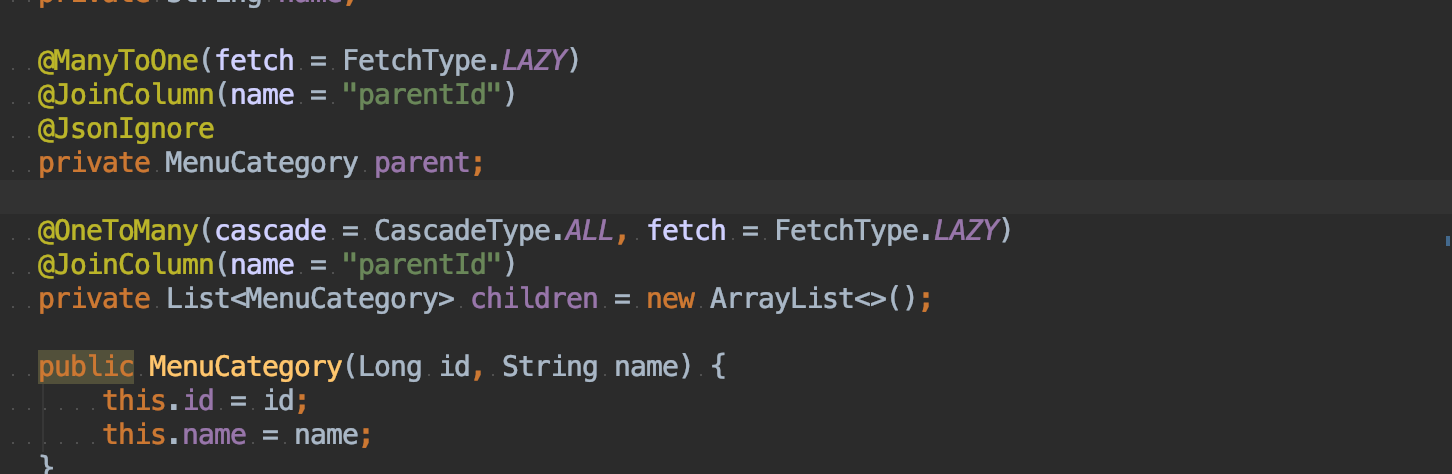 private String name;
@ManyToOne(fetch = FetchType.LAZY)
@JoinColumn(name = "parentId")
@JsonIgnore
private MenuCategory parent;
@OneToMany(cascade = CascadeType.ALL, fetch = FetchType.LAZY)
@JoinColumn(name = "parentId")
private List<MenuCategory> children = new ArrayList<>();
public MenuCategory(Long id, String name) {
this.id = id;
this.name = name;
}